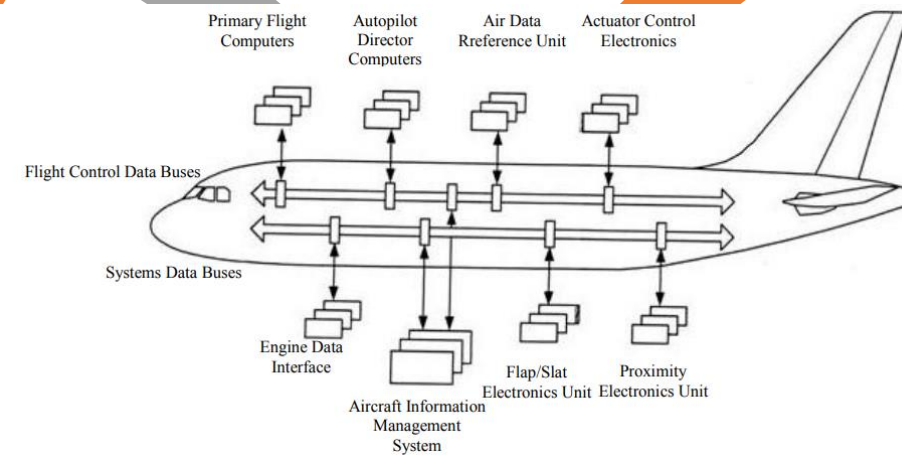 Primary Flight
Computers
Autopilot
Director
Computers
Air Data
Rreference Unit
Actuator Control
Electronics
Flight Control Data Buses
Systems Data Buses
Engine Data
Interface
Aircraft Information
Management
System
Flap/Slat
Electronics Unit
Proximity
Electronics Unit